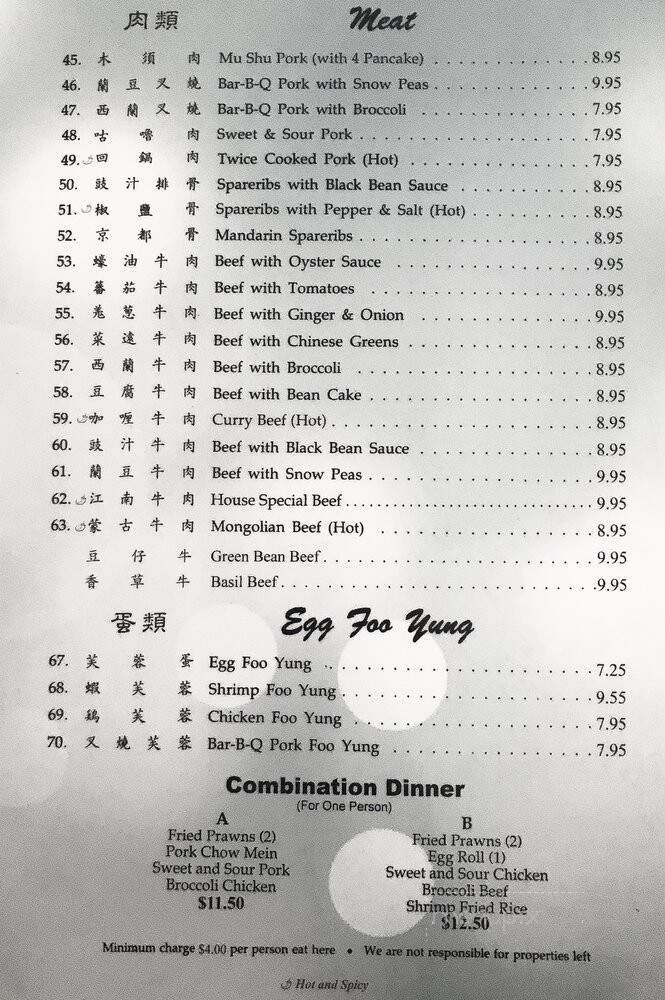 肉類 Meat
45. 木須肉 Mu Shu Pork (with 4 Pancake) 8.95
46. 蘭豆叉燒 Bar-B-Q Pork with Snow Peas 9.95
47. 西蘭叉燒 Bar-B-Q Pork with Broccoli 7.95
48. 咕嚕肉 Sweet & Sour Pork 7.95
49. 回鍋肉 Twice Cooked Pork (Hot) 7.95
50. 豉汁排骨 Spareribs with Black Bean Sauce 8.95
51. 椒鹽骨 Spareribs with Pepper & Salt (Hot) 8.95
52. 京都骨 Mandarin Spareribs 8.95
53. 蠔油牛肉 Beef with Oyster Sauce 9.95
54. 蕃茄牛肉 Beef with Tomatoes 8.95
55. 葱牛肉 Beef with Ginger & Onion 9.95
56. 菜遠牛肉 Beef with Chinese Greens 8.95
57. 西蘭牛肉 Beef with Broccoli 8.95
58. 豆腐牛肉 Beef with Bean Cake 8.95
59. 咖喱牛肉 Curry Beef (Hot) 8.95
60. 豉汁牛肉 Beef with Black Bean Sauce 8.95
61. 蘭豆牛肉 Beef with Snow Peas 9.95
62. 江南牛肉 House Special Beef 9.95
63. 蒙古牛肉 Mongolian Beef (Hot) 8.95
豆仔牛 Green Bean Beef 9.95
香草牛 Basil Beef 9.95
蛋類 Egg Foo Yung
67. 芙蓉蛋 Egg Foo Yung 7.25
68. 蝦芙蓉 Shrimp Foo Yung 9.55
69. 鷄芙蓉 Chicken Foo Yung 7.95
70. 叉燒芙蓉 Bar-B-Q Pork Foo Yung 7.95
Combination Dinner
(For One Person)
A
Fried Prawns (2)
Pork Chow Mein
Sweet and Sour Pork
Broccoli Chicken
$11.50
B
Fried Prawns (2)
Egg Roll (1)
Sweet and Sour Chicken
Broccoli Beef
Shrimp Fried Rice
$12.50
Minimum charge $4.00 per person eat here • We are not responsible for properties left
Hot and Spicy